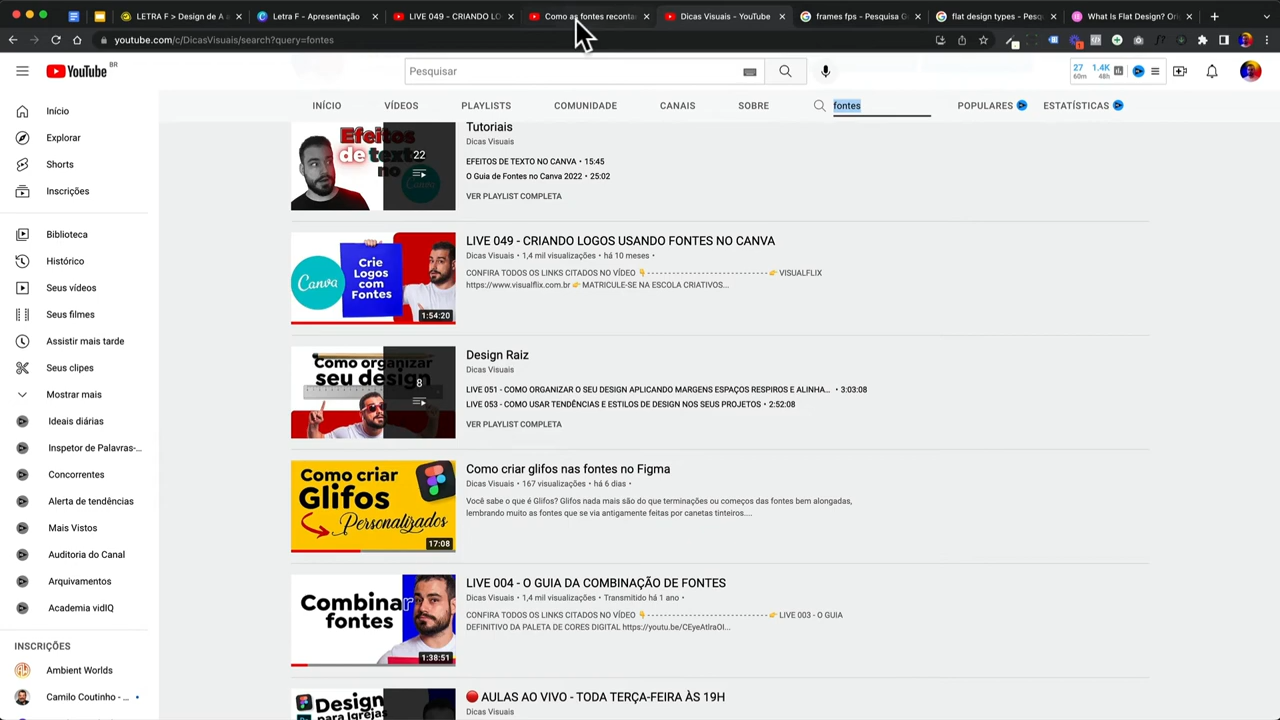 LETRA F > Design de A a
Letra F - Apresentação
LIVE 049 - CRIANDO LO
Como as fontes recontam
Dicas Visuais - YouTube
frames fps - Pesquisa G
flat design types - Pesq
What Is Flat Design? Ori
youtube.com/c/DicasVisuais/search?query=fontes
YouTube BR
Pesquisar
27
60m
1.4K
48h
INÍCIO
VÍDEOS
PLAYLISTS
COMUNIDADE
CANAIS
SOBRE
fontes
POPULARES
ESTATÍSTICAS
Início
Explorar
Shorts
Inscrições
Biblioteca
Histórico
Seus vídeos
Seus filmes
Assistir mais tarde
Seus clipes
Mostrar mais
Ideais diárias
Inspetor de Palavras-...
Concorrentes
Alerta de tendências
Mais Vistos
Auditoria do Canal
Arquivamentos
Academia vidIQ
INSCRIÇÕES
Ambient Worlds
Camilo Coutinho - ...
Efeitos
de texto
no
22
Tutoriais
Dicas Visuais
EFEITOS DE TEXTO NO CANVA • 15:45
O Guia de Fontes no Canva 2022 • 25:02
VER PLAYLIST COMPLETA
Canva
Crie
Logos
com
Fontes
1:54:20
LIVE 049 - CRIANDO LOGOS USANDO FONTES NO CANVA
Dicas Visuais • 1,4 mil visualizações • há 10 meses •
CONFIRA TODOS OS LINKS CITADOS NO VÍDEO 👇 - - - - - - - - - - - - - - - - - - - - - - - - - - - - - 👉 VISUALFLIX
https://www.visualflix.com.br 👉 MATRICULE-SE NA ESCOLA CRIATIVOS...
Como organizar
seu design
8
Design Raiz
Dicas Visuais
LIVE 051 - COMO ORGANIZAR O SEU DESIGN APLICANDO MARGENS ESPAÇOS RESPIROS E ALINHA... • 3:03:08
LIVE 053 - COMO USAR TENDÊNCIAS E ESTILOS DE DESIGN NOS SEUS PROJETOS • 2:52:08
VER PLAYLIST COMPLETA
Como criar
Glifos
Personalizados
17:08
Como criar glifos nas fontes no Figma
Dicas Visuais • 167 visualizações • há 6 dias •
Você sabe o que é Glifos? Glifos nada mais são do que terminações ou começos das fontes bem alongadas,
lembrando muito as fontes que se via antigamente feitas por canetas tinteiros....
Combinar
fontes
1:38:51
LIVE 004 - O GUIA DA COMBINAÇÃO DE FONTES
Dicas Visuais • 1,4 mil visualizações • Transmitido há 1 ano •
CONFIRA TODOS OS LINKS CITADOS NO VÍDEO 👇 - - - - - - - - - - - - - - - - - - - - - - - - - - - - - 👉 LIVE 003 - O GUIA
DEFINITIVO DA PALETA DE CORES DIGITAL https://youtu.be/CEyeAtlraOI...
Design
para Igrejas
🔴 AULAS AO VIVO - TODA TERÇA-FEIRA ÀS 19H
Dicas Visuais